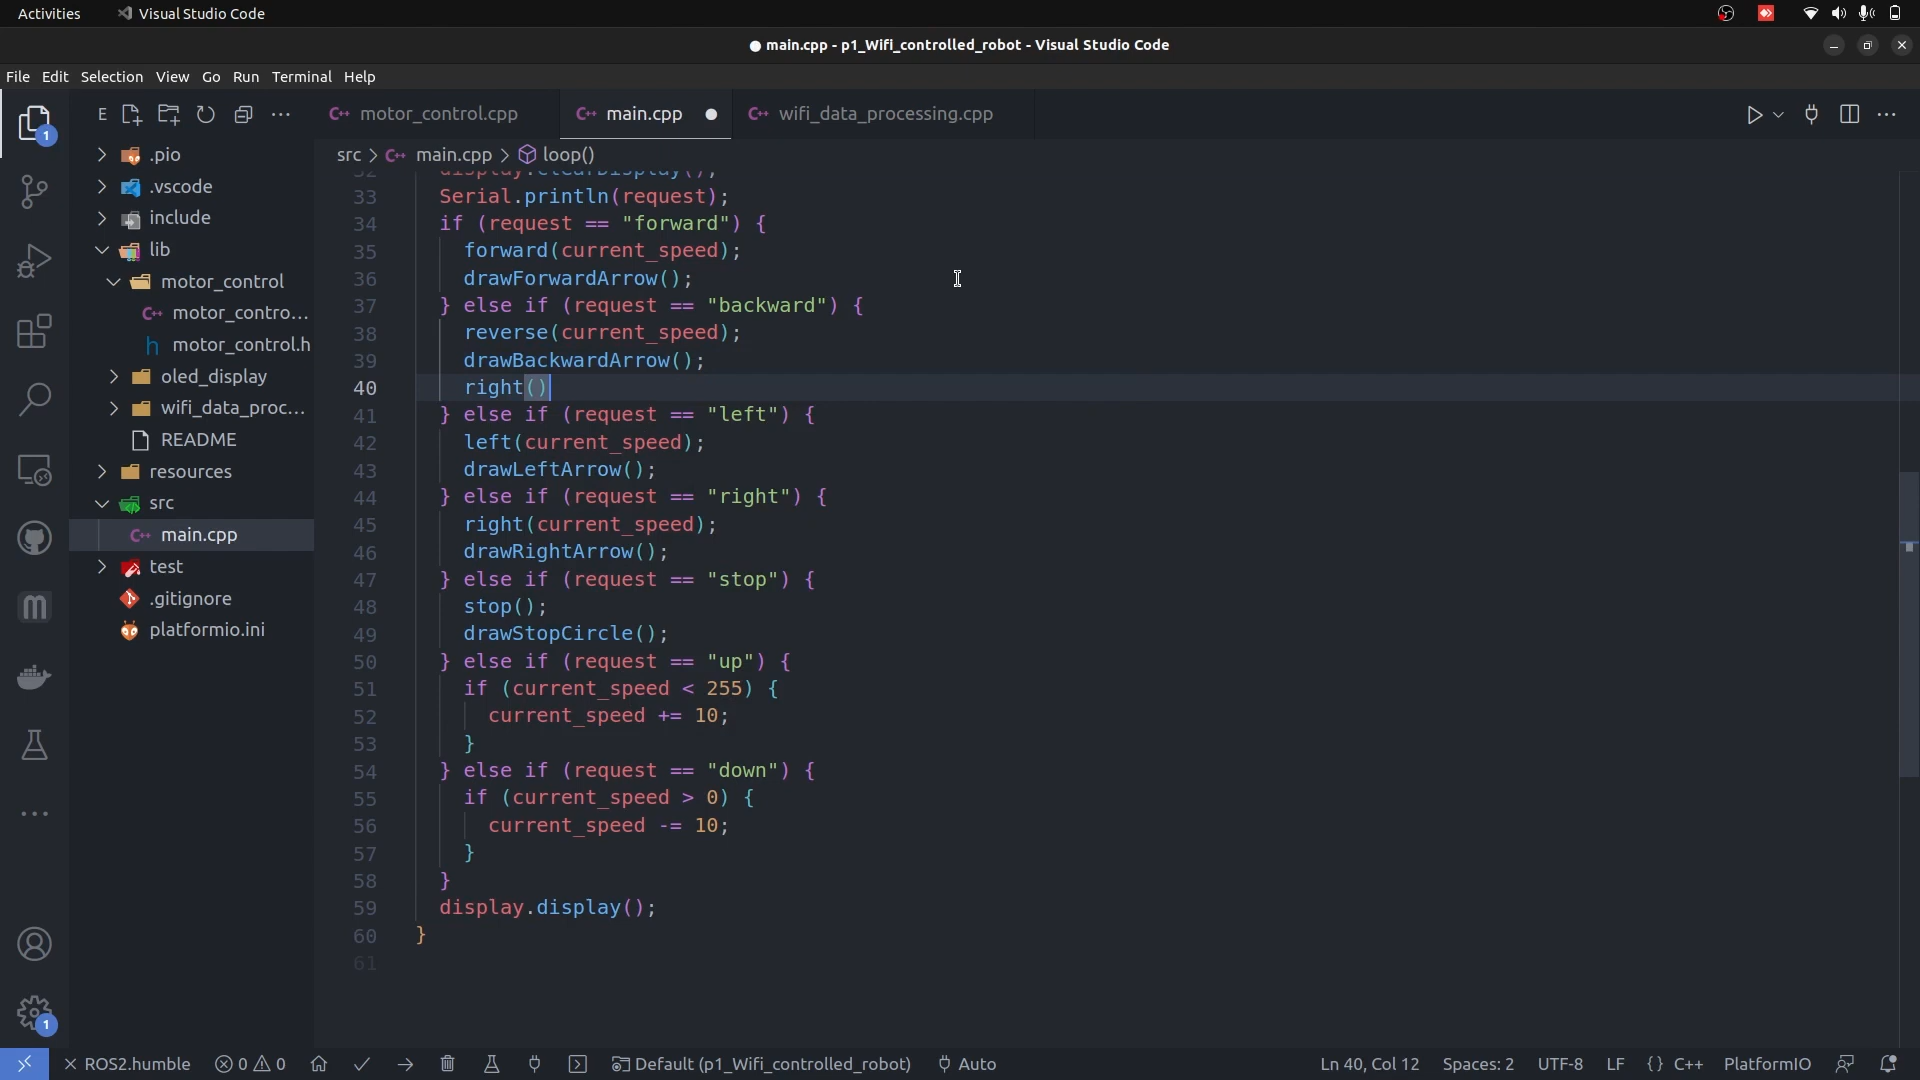 Activities
Visual Studio Code
main.cpp - p1_Wifi_controlled_robot - Visual Studio Code
File Edit Selection View Go Run Terminal Help
1
E
motor_control.cpp
main.cpp
wifi_data_processing.cpp
src > main.cpp > loop()
.pio
.vscode
include
lib
motor_control
motor_contro...
motor_control.h
oled_display
wifi_data_proc...
README
resources
src
main.cpp
test
.gitignore
platformio.ini
32 display.clearDisplay();
33 Serial.println(request);
34 if (request == "forward") {
35 forward(current_speed);
36 drawForwardArrow();
37 } else if (request == "backward") {
38 reverse(current_speed);
39 drawBackwardArrow();
40 right()
41 } else if (request == "left") {
42 left(current_speed);
43 drawLeftArrow();
44 } else if (request == "right") {
45 right(current_speed);
46 drawRightArrow();
47 } else if (request == "stop") {
48 stop();
49 drawStopCircle();
50 } else if (request == "up") {
51 if (current_speed < 255) {
52 current_speed += 10;
53 }
54 } else if (request == "down") {
55 if (current_speed > 0) {
56 current_speed -= 10;
57 }
58 }
59 display.display();
60 }
61
1
ROS2.humble 0 0 Default (p1_Wifi_controlled_robot) Auto Ln 40, Col 12 Spaces: 2 UTF-8 LF {} C++ PlatformIO